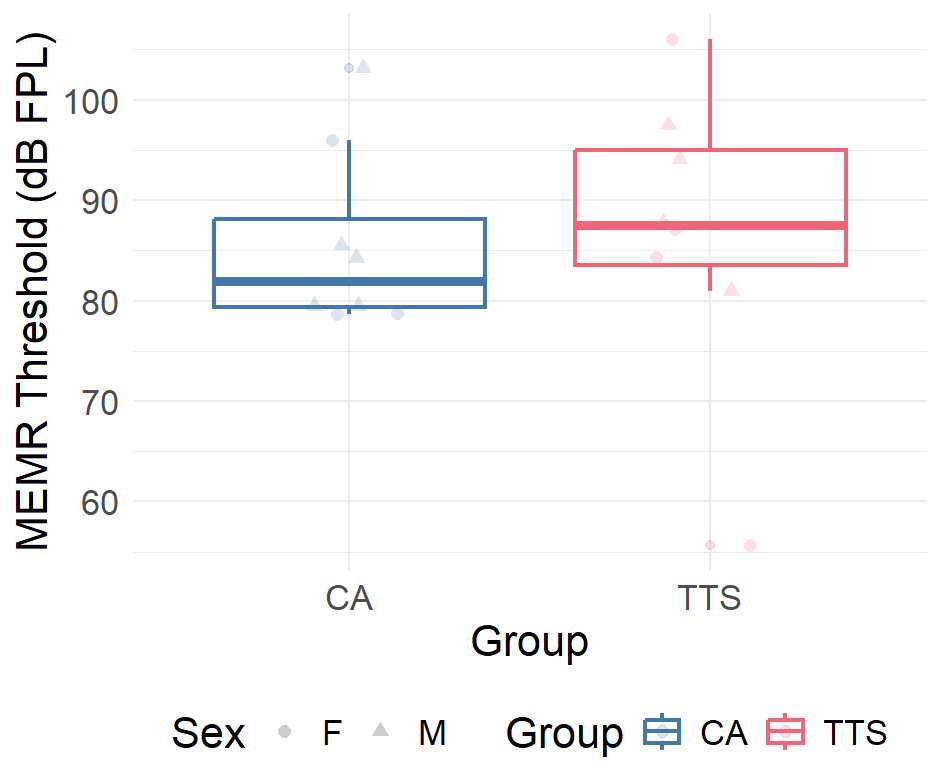 MEMR Threshold (dB FPL)
100
90
80
70
60
CA TTS
Group
Sex F M Group CA TTS